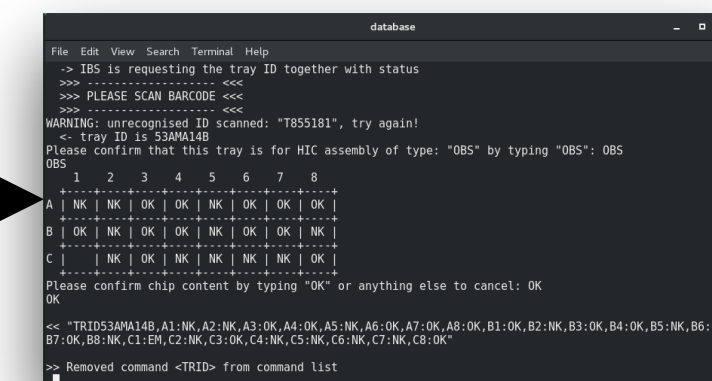 database
File Edit View Search Terminal Help
-> IBS is requesting the tray ID together with status
>>> ------------------- <<<
>>> PLEASE SCAN BARCODE <<<
>>> ------------------- <<<
WARNING: unrecognised ID scanned: "T855181", try again!
<- tray ID is 53AMA14B
Please confirm that this tray is for HIC assembly of type: "OBS" by typing "OBS": OBS
OBS
1 2 3 4 5 6 7 8
+----+----+----+----+----+----+----+----+
A | NK | NK | OK | OK | NK | OK | OK | OK |
+----+----+----+----+----+----+----+----+
B | OK | NK | OK | OK | NK | OK | OK | NK |
+----+----+----+----+----+----+----+----+
C |    | NK | OK | NK | NK | NK | NK | OK |
+----+----+----+----+----+----+----+----+
Please confirm chip content by typing "OK" or anything else to cancel: OK
OK
<< "TRID53AMA14B,A1:NK,A2:NK,A3:OK,A4:OK,A5:NK,A6:OK,A7:OK,A8:OK,B1:OK,B2:NK,B3:OK,B4:OK,B5:NK,B6:
B7:OK,B8:NK,C1:EM,C2:NK,C3:OK,C4:NK,C5:NK,C6:NK,C7:NK,C8:OK"
>> Removed command <TRID> from command list